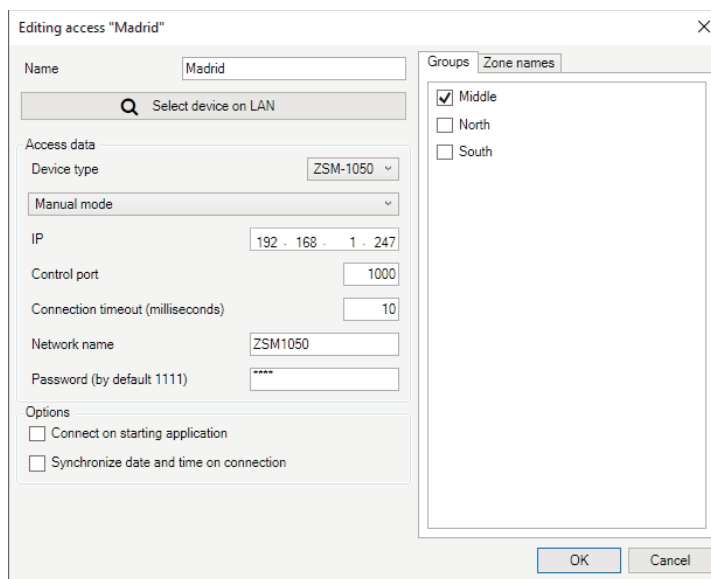 Editing access "Madrid"
Name
Madrid
Select device on LAN
Access data
Device type
ZSM-1050
Manual mode
IP
192 . 168 . 1 . 247
Control port
1000
Connection timeout (milliseconds)
10
Network name
ZSM1050
Password (by default 1111)
****
Options
Connect on starting application
Synchronize date and time on connection
Groups
Zone names
Middle
North
South
OK
Cancel